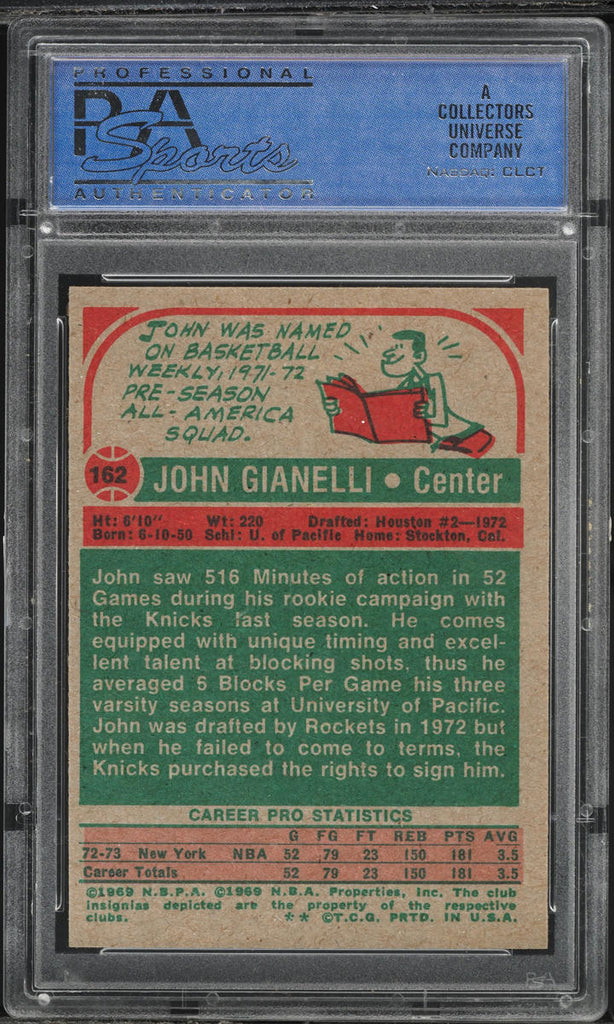 PROFESSIONAL
PSA
Sports
AUTHENTICATOR
A
COLLECTORS
UNIVERSE
COMPANY
NASDAQ: CLCT
JOHN WAS NAMED
ON BASKETBALL
WEEKLY, 1971-72
PRE-SEASON
ALL-AMERICA
SQUAD.
162 JOHN GIANELLI • Center
Ht: 6'10" Wt: 220 Drafted: Houston #2—1972
Born: 6-10-50 Schl: U. of Pacific Home: Stockton, Cal.
John saw 516 Minutes of action in 52
Games during his rookie campaign with
the Knicks last season. He comes
equipped with unique timing and excel-
lent talent at blocking shots, thus he
averaged 5 Blocks Per Game his three
varsity seasons at University of Pacific.
John was drafted by Rockets in 1972 but
when he failed to come to terms, the
Knicks purchased the rights to sign him.
CAREER PRO STATISTICS
G FG FT REB PTS AVG
72-73 New York NBA 52 79 23 150 181 3.5
Career Totals 52 79 23 150 181 3.5
©1969 N.B.P.A. ©1969 N.B.A. Properties, Inc. The club
insignias depicted are the property of the respective
clubs. ** ©T.C.G. PRTD. IN U.S.A.
PSA